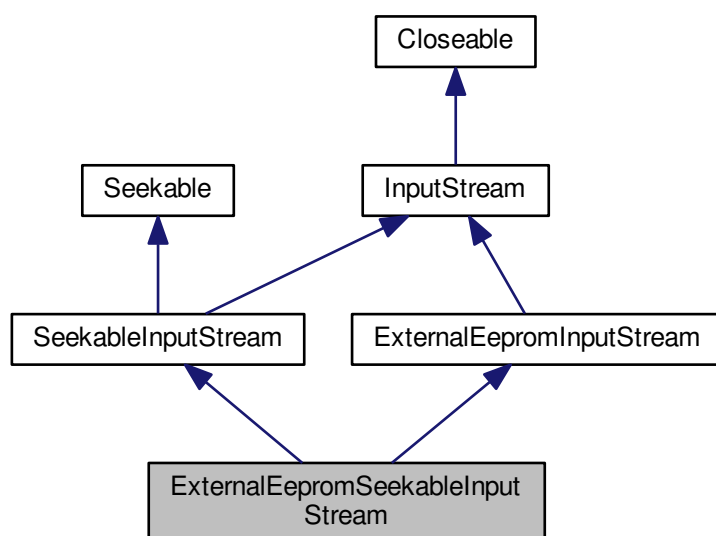 Closeable
Seekable
InputStream
SeekableInputStream
ExternalEepromInputStream
ExternalEepromSeekableInput
Stream